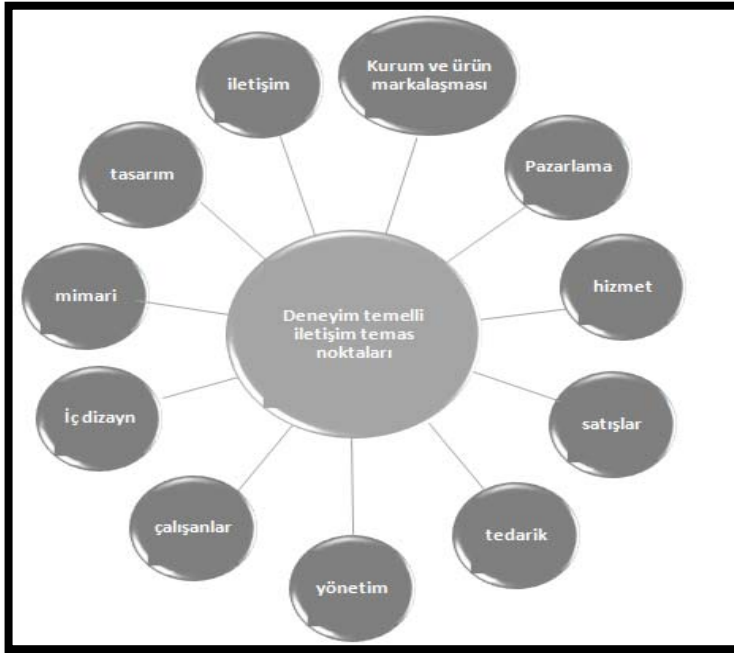 Kurum ve ürün
markalaşması
Pazarlama
hizmet
satışlar
tedarik
yönetim
çalışanlar
İç dizayn
mimari
tasarım
iletişim
Deneyim temelli
iletişim temas
noktaları